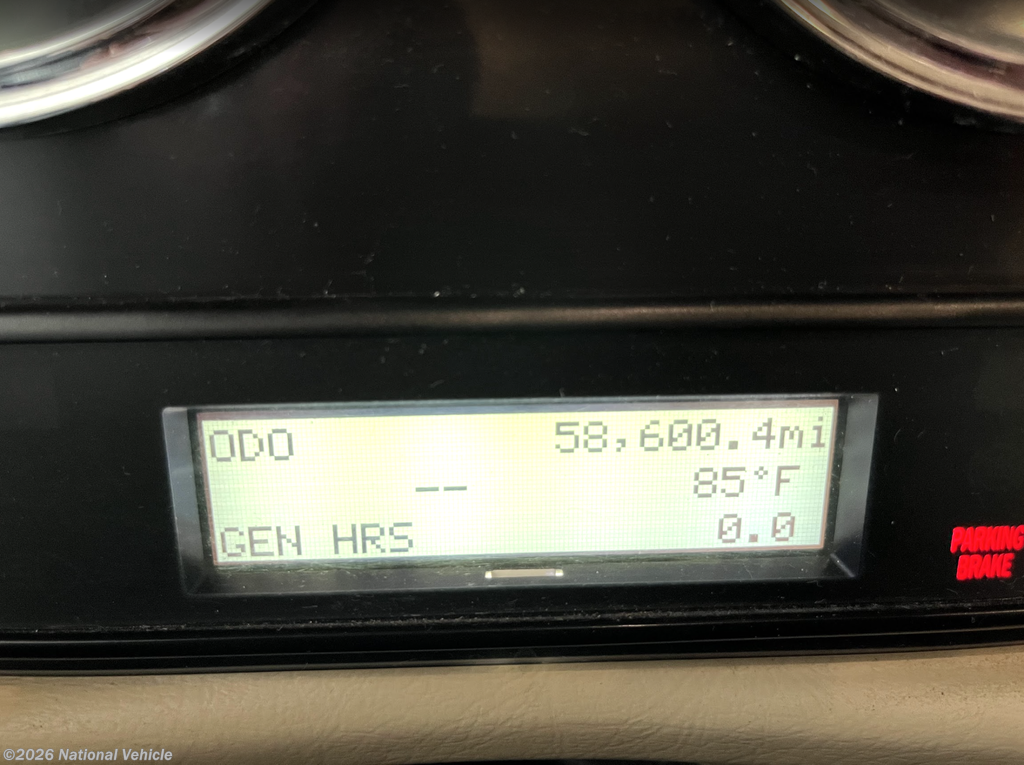 ODO 58,600.4mi
-- 85°F
GEN HRS 0.0
PARKING
BRAKE
©2026 National Vehicle